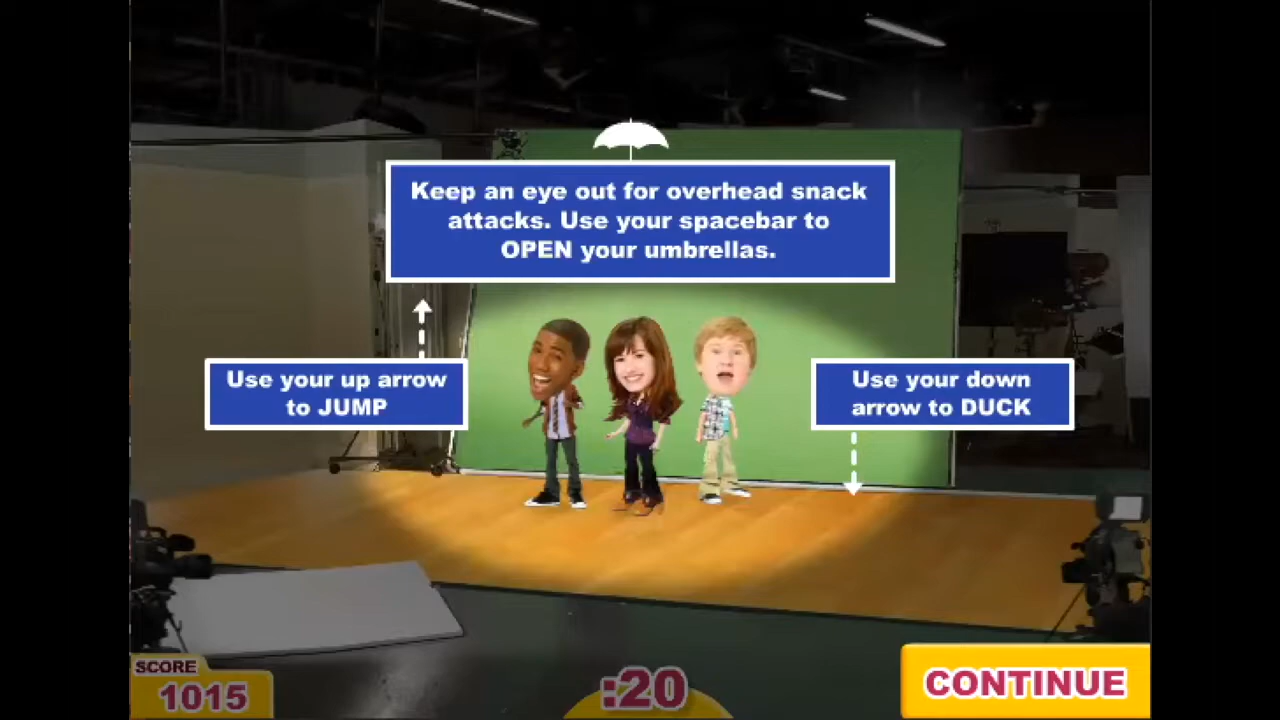 Keep an eye out for overhead snack
attacks. Use your spacebar to
OPEN your umbrellas.
Use your up arrow
to JUMP
Use your down
arrow to DUCK
SCORE
1015
:20
CONTINUE